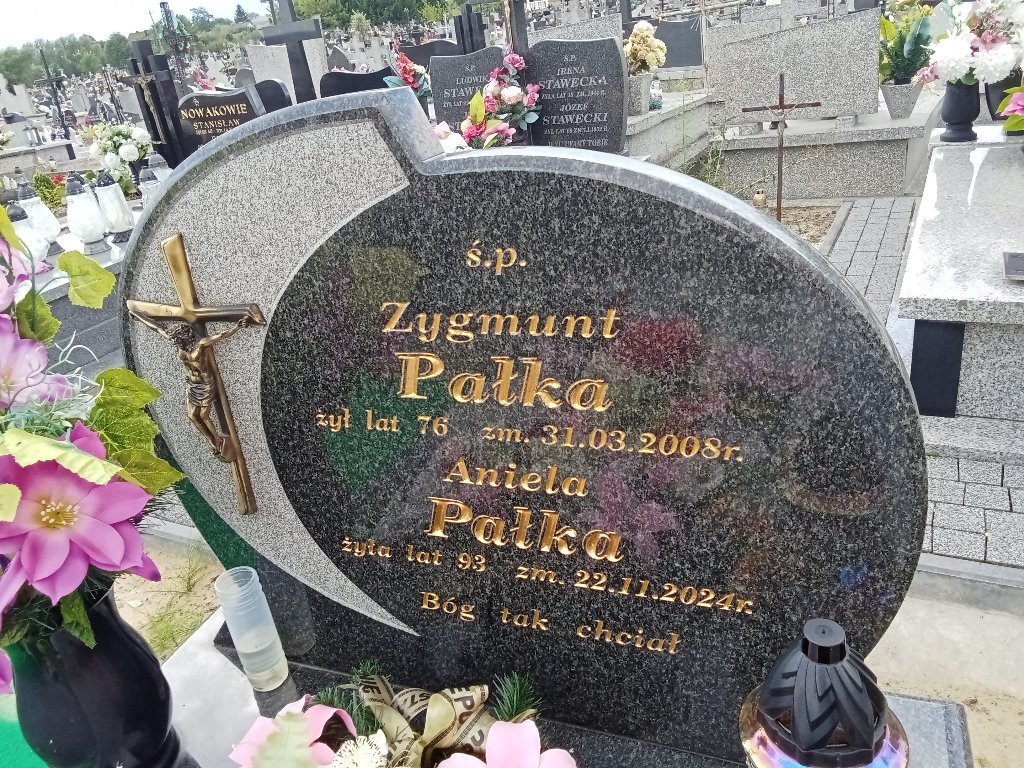 ś.p.
Zygmunt
Pałka
żył lat 76 zm. 31.03.2008r.
Aniela
Pałka
żyła lat 93 zm. 22.11.2024r.
Bóg tak chciał
NOWAKOWIE
STANISŁAW
Ś.P.
LUDWIK
Ś.P.
IRENA
STAWECKA
JÓZEF
STAWECKI